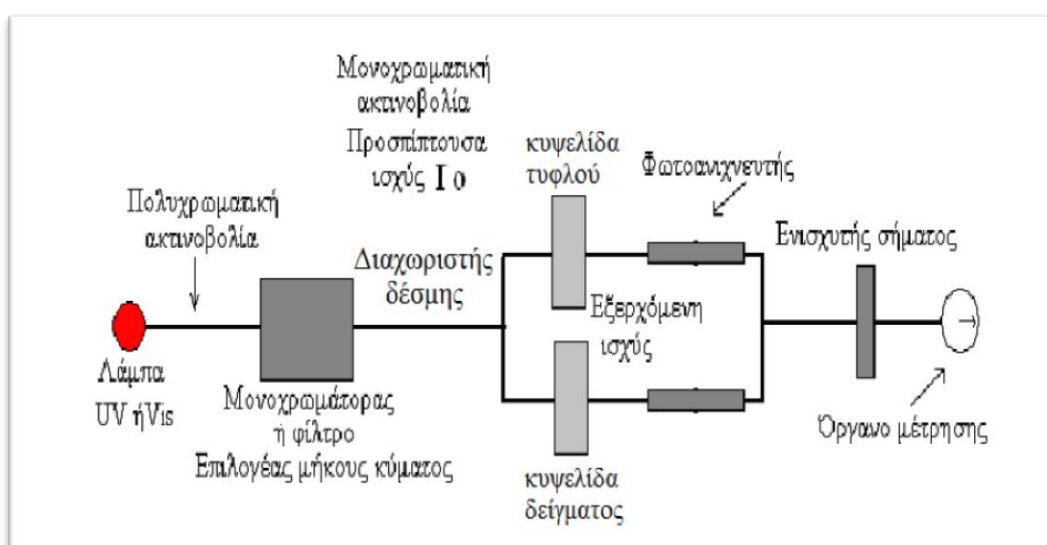 Μονοχρωματική
ακτινοβολία
Προσπίπτουσα
ισχύς I o
κυψελίδα
τυφλού
Φωτοανιχνευτής
Πολυχρωματική
ακτινοβολία
Ενισχυτής σήματος
Διαχωριστής
δέσμης
Εξερχόμενη
ισχύς
Λάμπα
UV ήVis
Μονοχρωμάτορας
ή φίλτρο
Επιλογέας μήκους κύματος
Όργανο μέτρησης
κυψελίδα
δείγματος